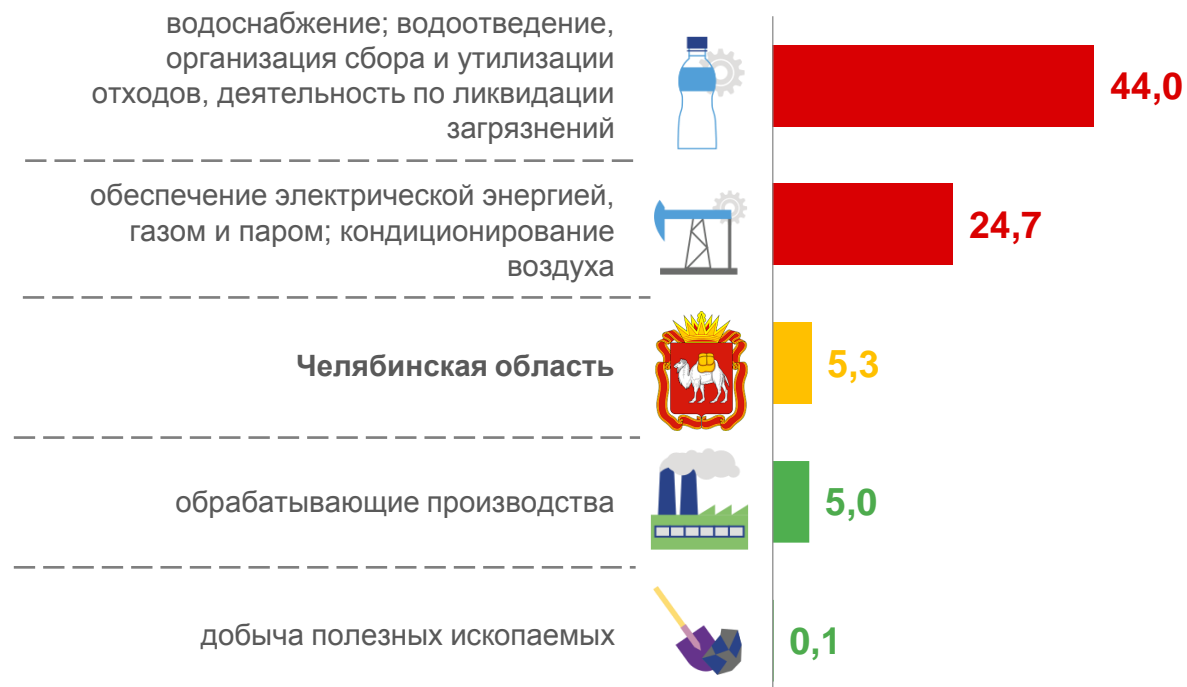 водоснабжение; водоотведение,
организация сбора и утилизации
отходов, деятельность по ликвидации
загрязнений
44,0
обеспечение электрической энергией,
газом и паром; кондиционирование
воздуха
24,7
Челябинская область
5,3
обрабатывающие производства
5,0
добыча полезных ископаемых
0,1